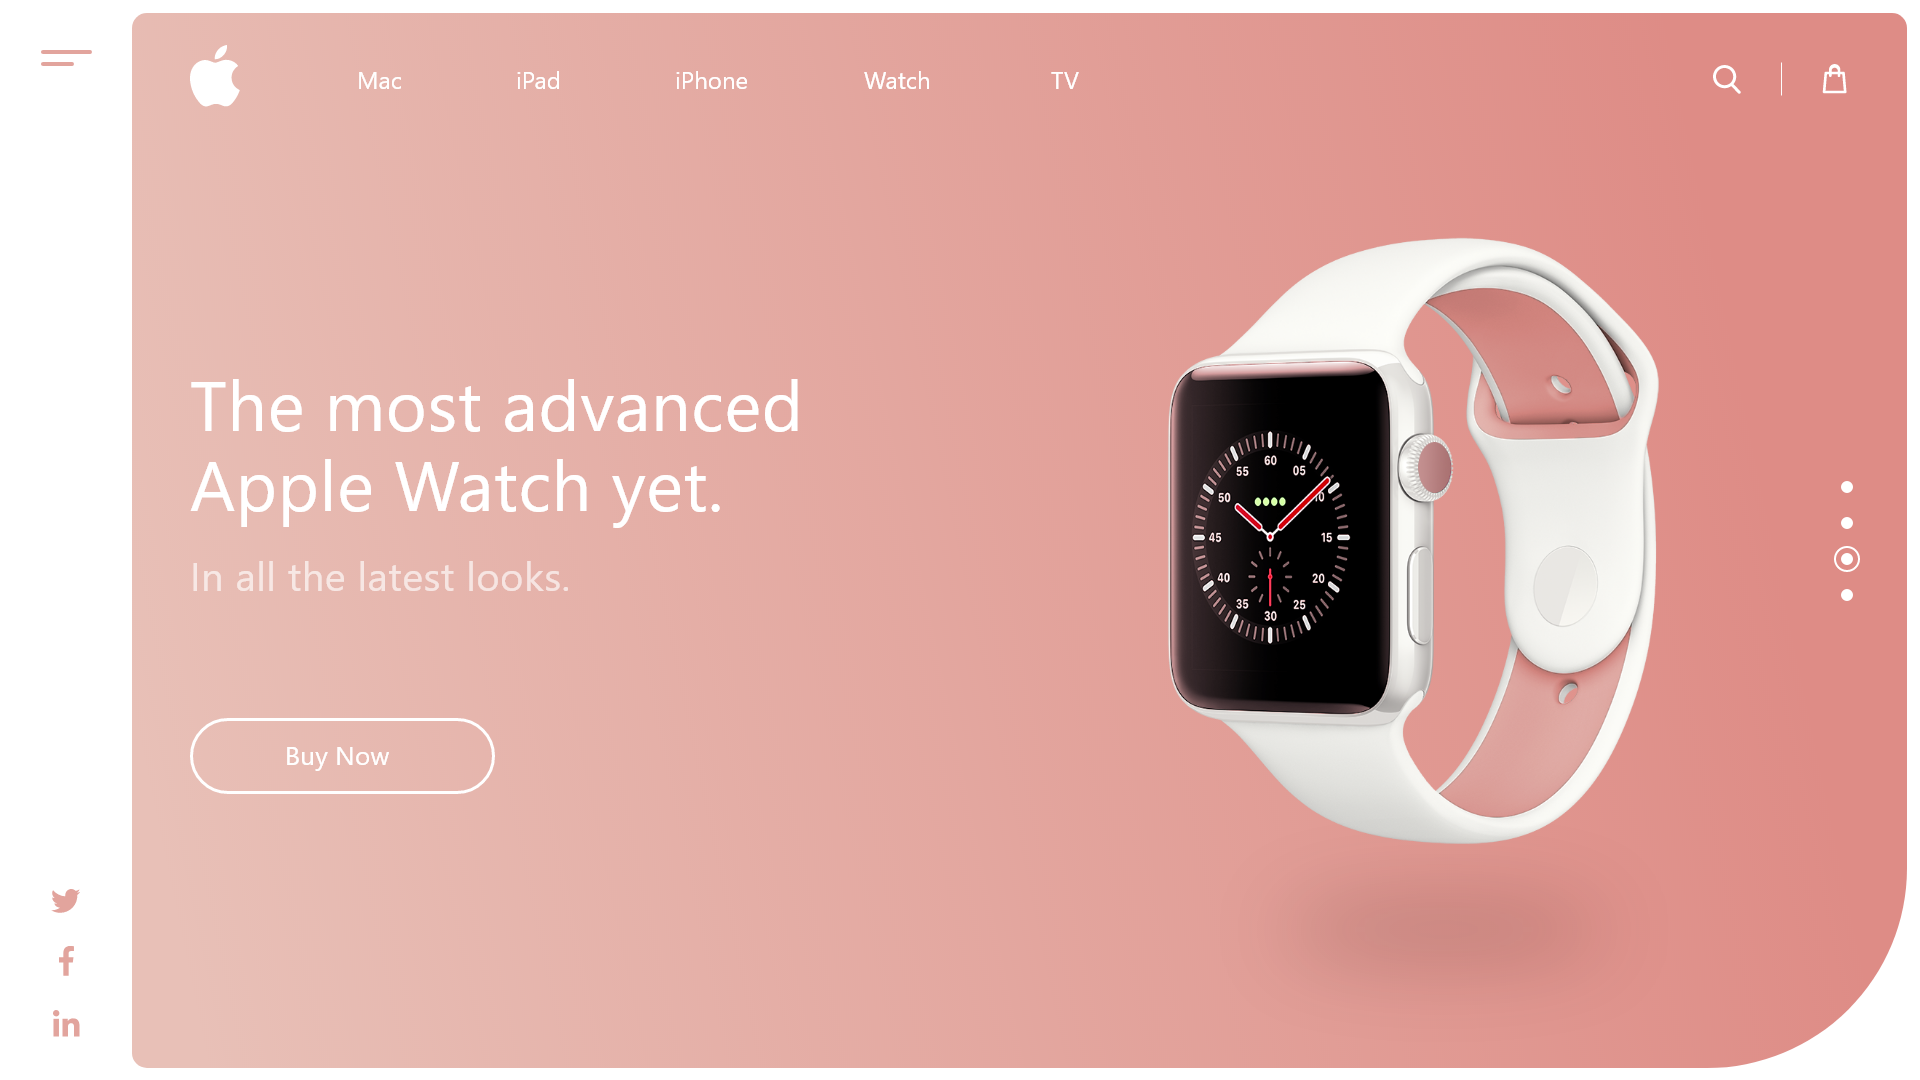 Mac
iPad
iPhone
Watch
TV
The most advanced
Apple Watch yet.
In all the latest looks.
Buy Now
60
05
10
15
20
25
30
35
40
45
50
55